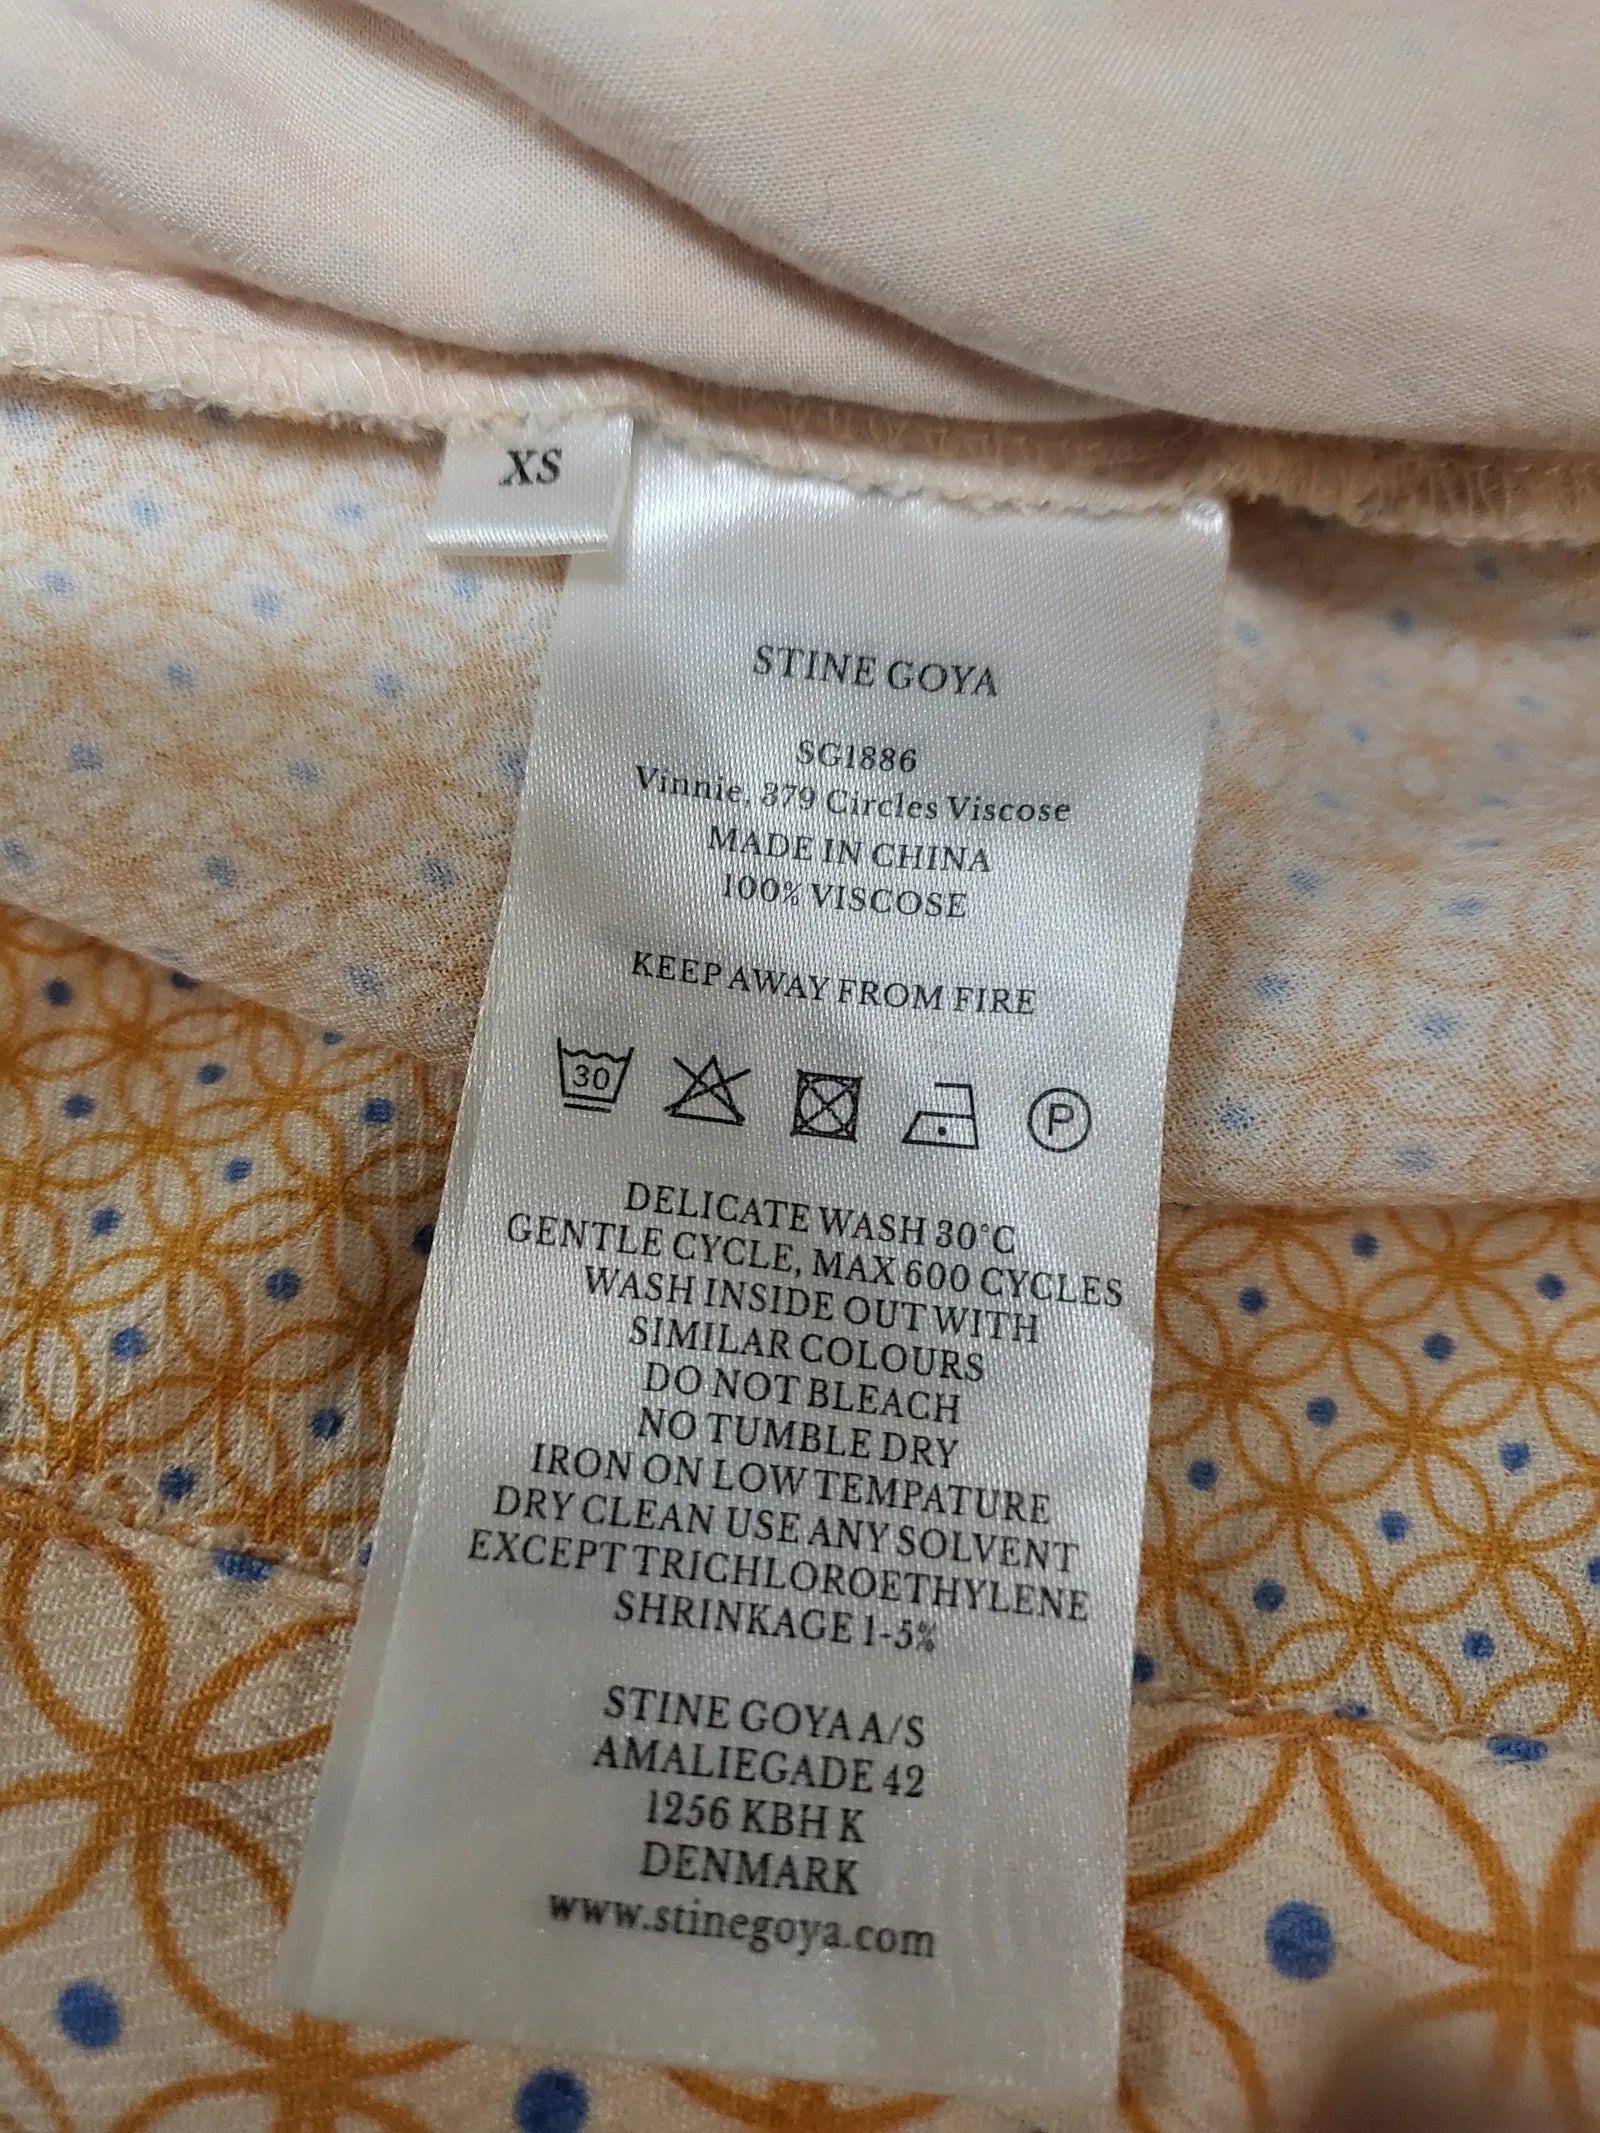 XS
STINE GOYA
SG1886
Vinnie, 379 Circles Viscose
MADE IN CHINA
100% VISCOSE
KEEP AWAY FROM FIRE
30
P
DELICATE WASH 30°C
GENTLE CYCLE, MAX 600 CYCLES
WASH INSIDE OUT WITH
SIMILAR COLOURS
DO NOT BLEACH
NO TUMBLE DRY
IRON ON LOW TEMPATURE
DRY CLEAN USE ANY SOLVENT
EXCEPT TRICHLOROETHYLENE
SHRINKAGE 1-5%
STINE GOYA A/S
AMALIEGADE 42
1256 KBH K
DENMARK
www.stinegoya.com